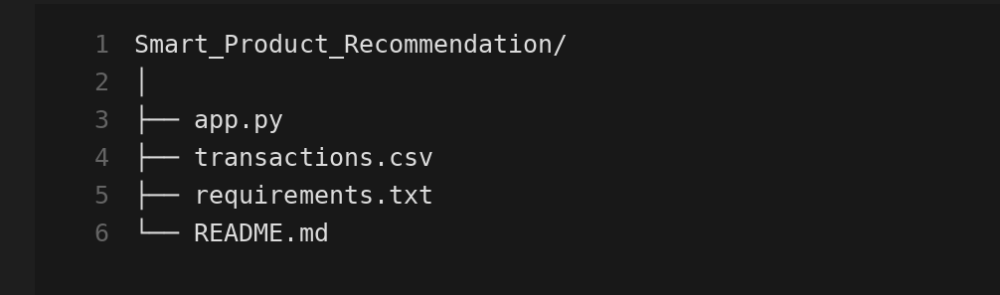 1 Smart_Product_Recommendation/
2 │
3 ├── app.py
4 ├── transactions.csv
5 ├── requirements.txt
6 └── README.md